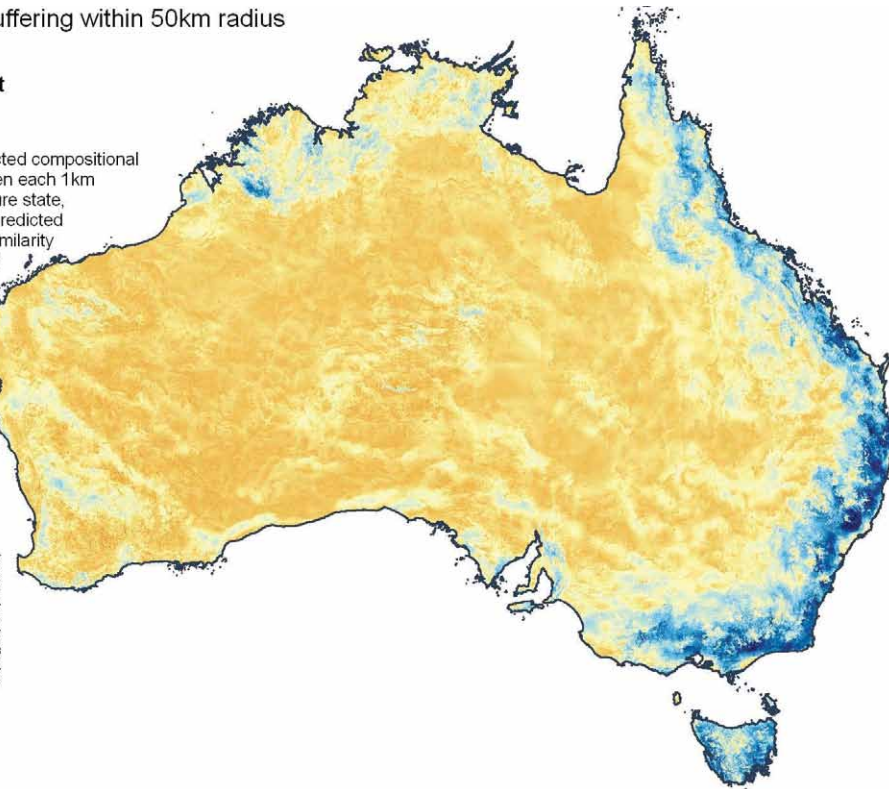 uffering within 50km radius
t
cted compositional
en each 1km
ure state,
redicted
milarity